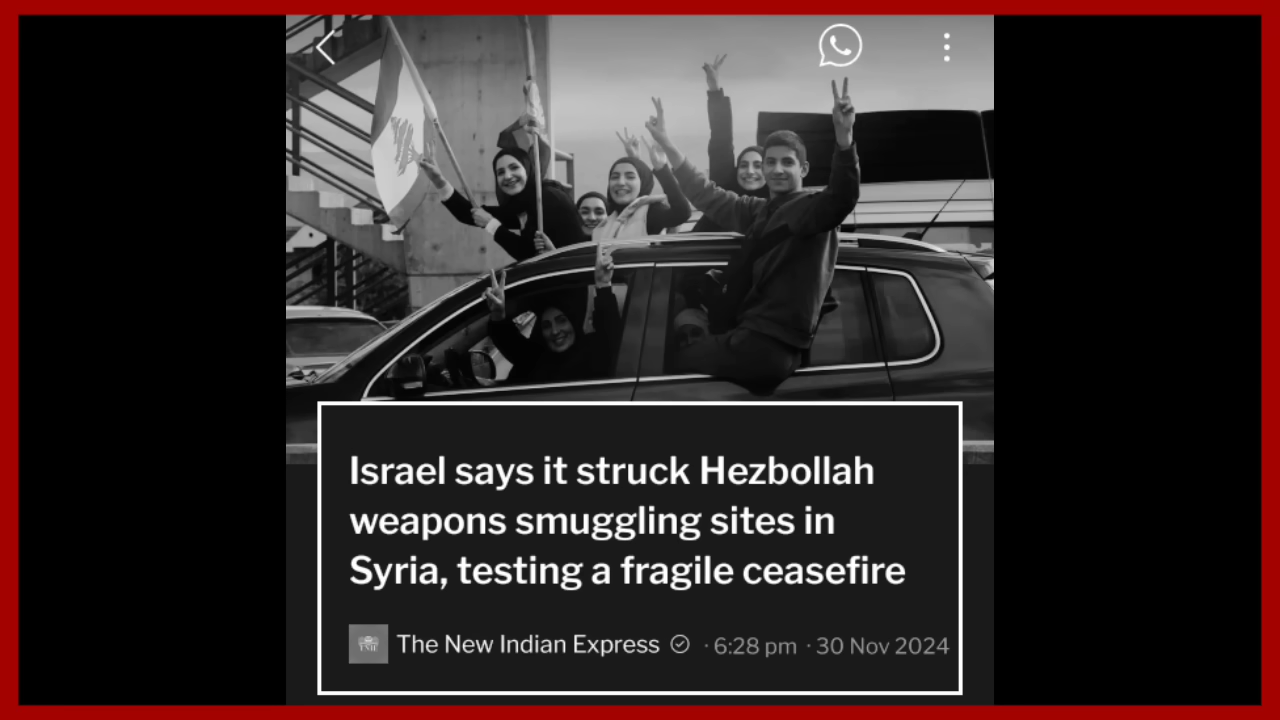 Israel says it struck Hezbollah
weapons smuggling sites in
Syria, testing a fragile ceasefire
The New Indian Express · 6:28 pm · 30 Nov 2024